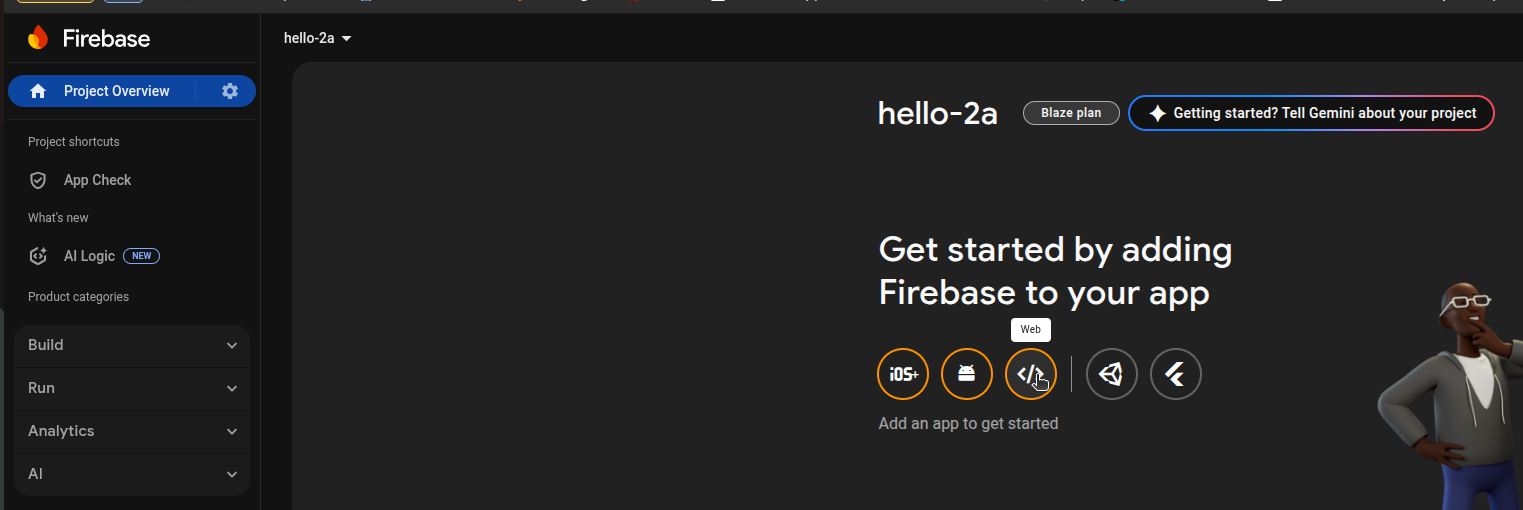 Firebase
hello-2a
Project Overview
hello-2a
Blaze plan
Getting started? Tell Gemini about your project
Project shortcuts
App Check
What's new
AI Logic NEW
Product categories
Build
Run
Analytics
AI
Get started by adding
Firebase to your app
Web
iOS+
</>
Add an app to get started